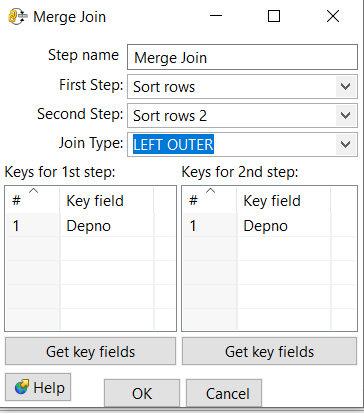 Merge Join
Step name Merge Join
First Step: Sort rows
Second Step: Sort rows 2
Join Type: LEFT OUTER
Keys for 1st step: Keys for 2nd step:
# Key field # Key field
1 Depno 1 Depno
Get key fields Get key fields
Help OK Cancel